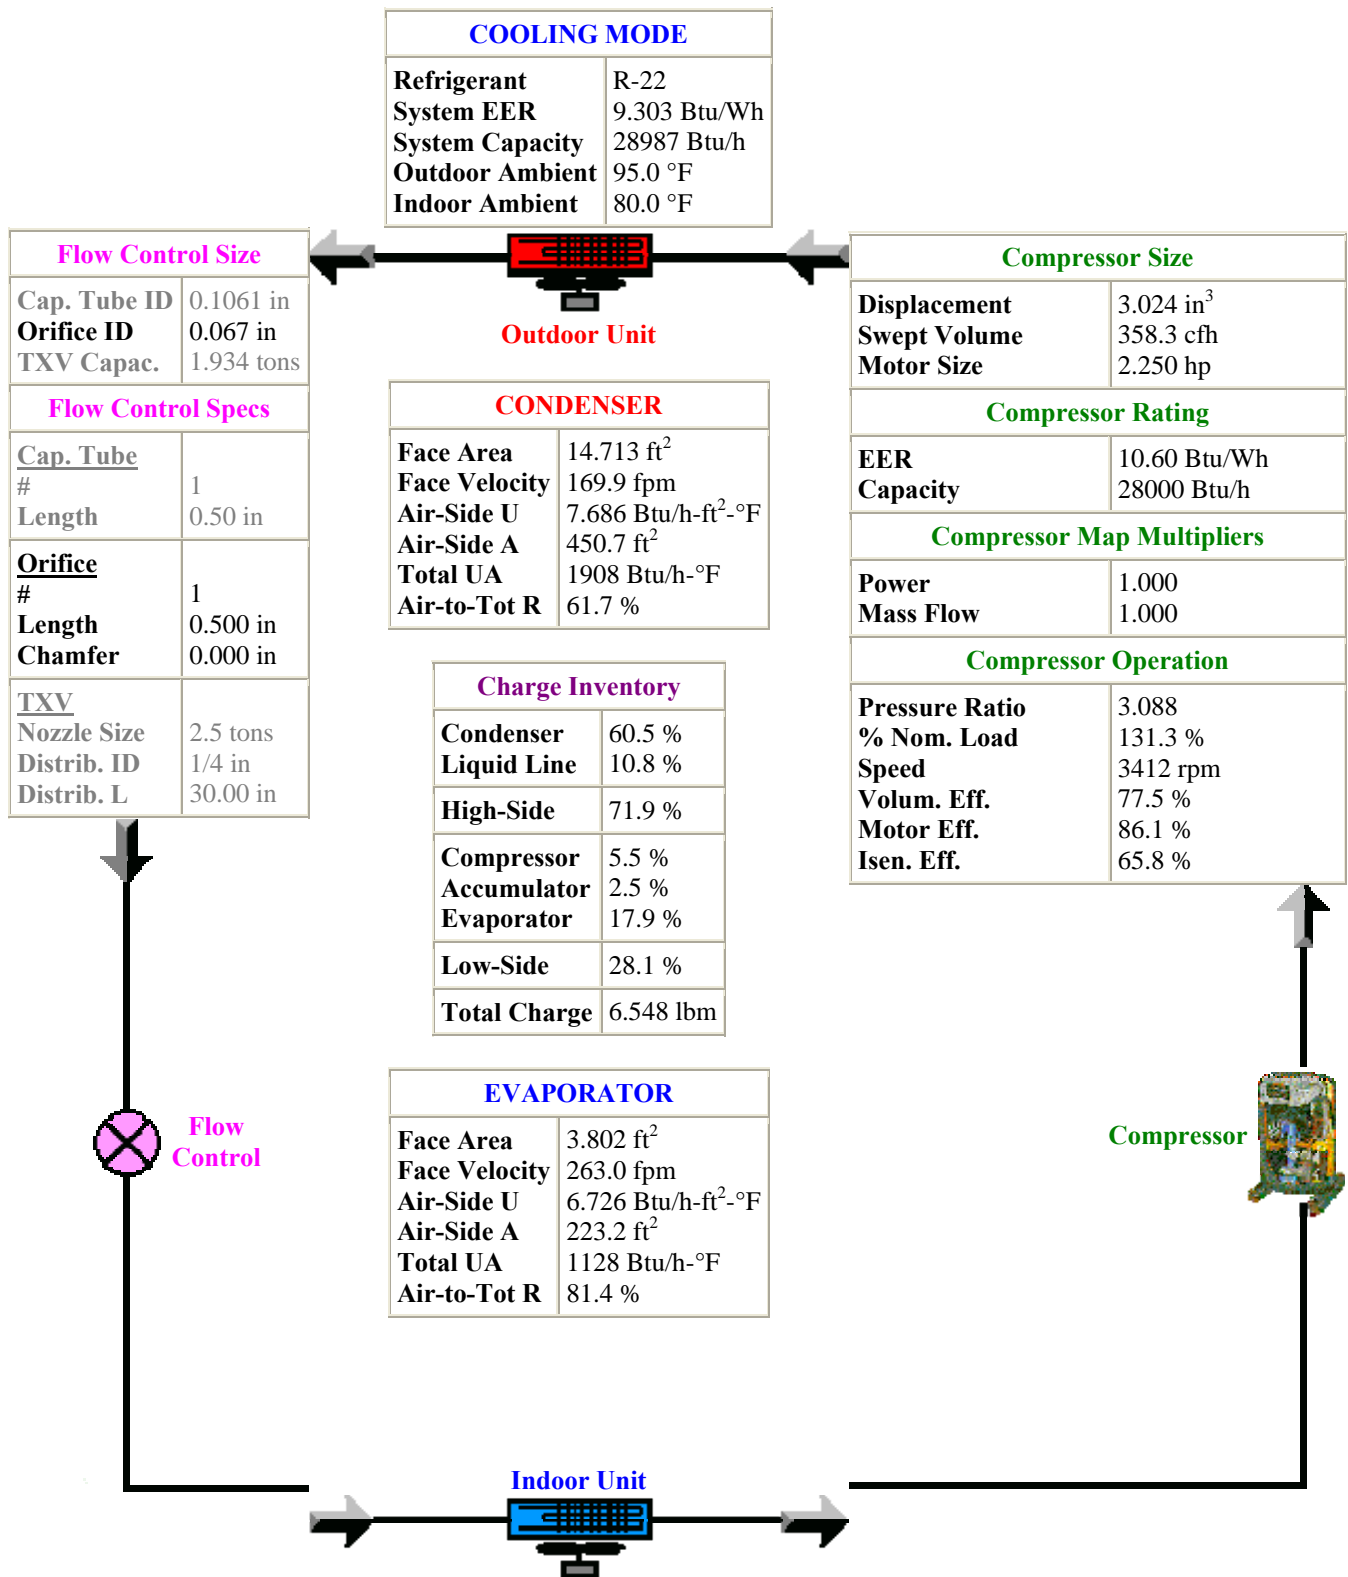 COOLING MODE
Refrigerant R-22
System EER 9.303 Btu/Wh
System Capacity 28987 Btu/h
Outdoor Ambient 95.0 °F
Indoor Ambient 80.0 °F
Flow Control Size
Cap. Tube ID 0.1061 in
Orifice ID 0.067 in
TXV Capac. 1.934 tons
Flow Control Specs
Cap. Tube
# 1
Length 0.50 in
Orifice
# 1
Length 0.500 in
Chamfer 0.000 in
TXV
Nozzle Size 2.5 tons
Distrib. ID 1/4 in
Distrib. L 30.00 in
Outdoor Unit
CONDENSER
Face Area 14.713 ft²
Face Velocity 169.9 fpm
Air-Side U 7.686 Btu/h-ft²-°F
Air-Side A 450.7 ft²
Total UA 1908 Btu/h-°F
Air-to-Tot R 61.7 %
Compressor Size
Displacement 3.024 in³
Swept Volume 358.3 cfh
Motor Size 2.250 hp
Compressor Rating
EER 10.60 Btu/Wh
Capacity 28000 Btu/h
Compressor Map Multipliers
Power 1.000
Mass Flow 1.000
Compressor Operation
Pressure Ratio 3.088
% Nom. Load 131.3 %
Speed 3412 rpm
Volum. Eff. 77.5 %
Motor Eff. 86.1 %
Isen. Eff. 65.8 %
Charge Inventory
Condenser 60.5 %
Liquid Line 10.8 %
High-Side 71.9 %
Compressor 5.5 %
Accumulator 2.5 %
Evaporator 17.9 %
Low-Side 28.1 %
Total Charge 6.548 lbm
EVAPORATOR
Face Area 3.802 ft²
Face Velocity 263.0 fpm
Air-Side U 6.726 Btu/h-ft²-°F
Air-Side A 223.2 ft²
Total UA 1128 Btu/h-°F
Air-to-Tot R 81.4 %
Flow
Control
Compressor
Indoor Unit